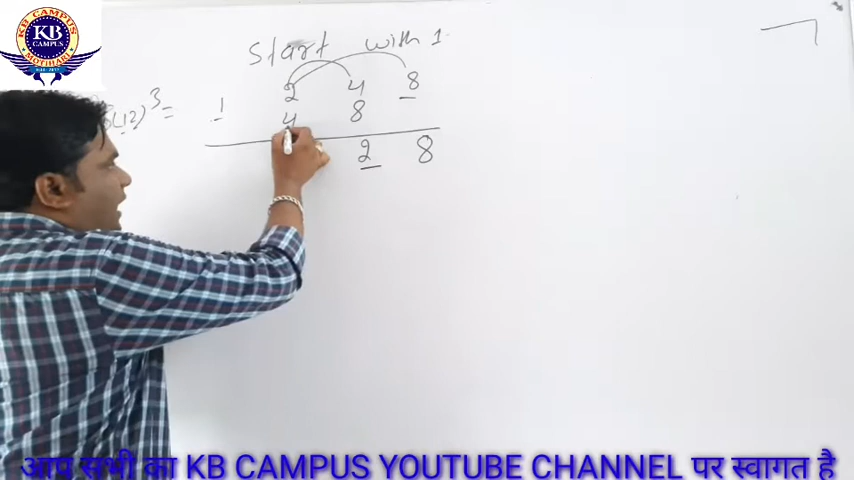 KB CAMPUS
KB
CAMPUS
MOTIHARI
Start with 1
(12)³ = 1 2 4 8
4 8
2 8
आप सभी का KB CAMPUS YOUTUBE CHANNEL पर स्वागत है